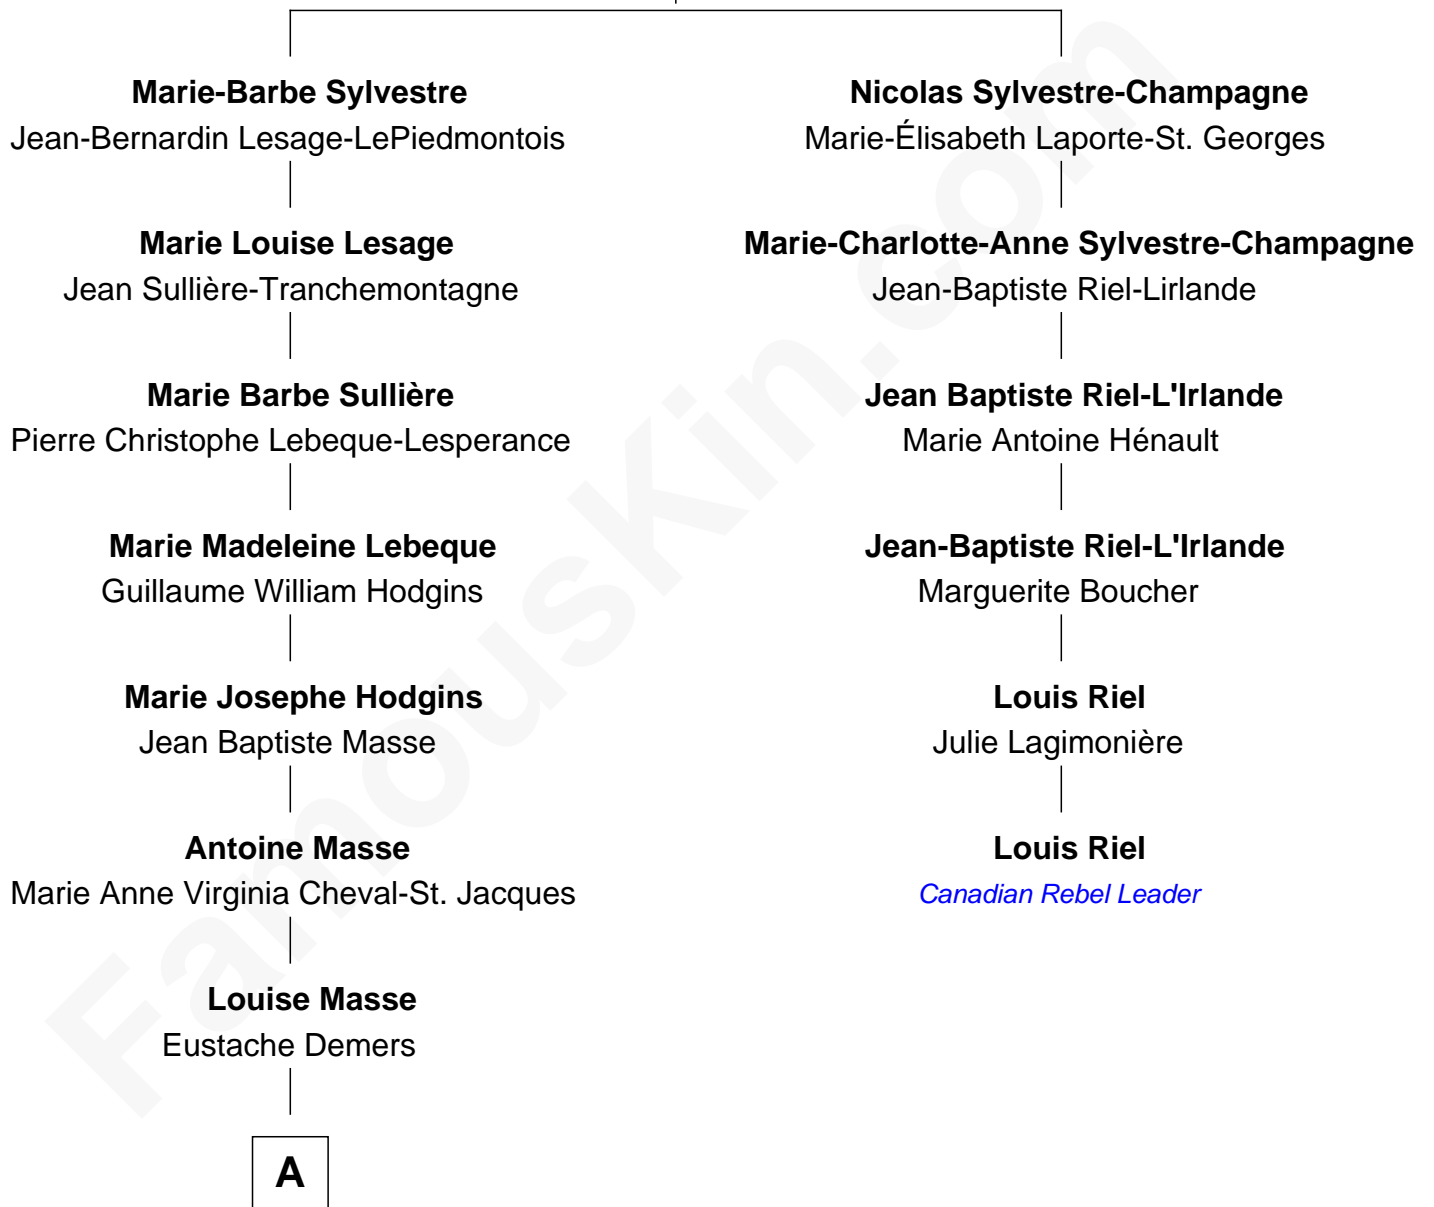 Marie-Barbe Sylvestre
Jean-Bernardin Lesage-LePiedmontois
Marie Louise Lesage
Jean Sullière-Tranchemontagne
Marie Barbe Sullière
Pierre Christophe Lebeque-Lesperance
Marie Madeleine Lebeque
Guillaume William Hodgins
Marie Josephe Hodgins
Jean Baptiste Masse
Antoine Masse
Marie Anne Virginia Cheval-St. Jacques
Louise Masse
Eustache Demers
A
Nicolas Sylvestre-Champagne
Marie-Élisabeth Laporte-St. Georges
Marie-Charlotte-Anne Sylvestre-Champagne
Jean-Baptiste Riel-Lirlande
Jean Baptiste Riel-L'Irlande
Marie Antoine Hénault
Jean-Baptiste Riel-L'Irlande
Marguerite Boucher
Louis Riel
Julie Lagimonière
Louis Riel
Canadian Rebel Leader
FamousKin.com